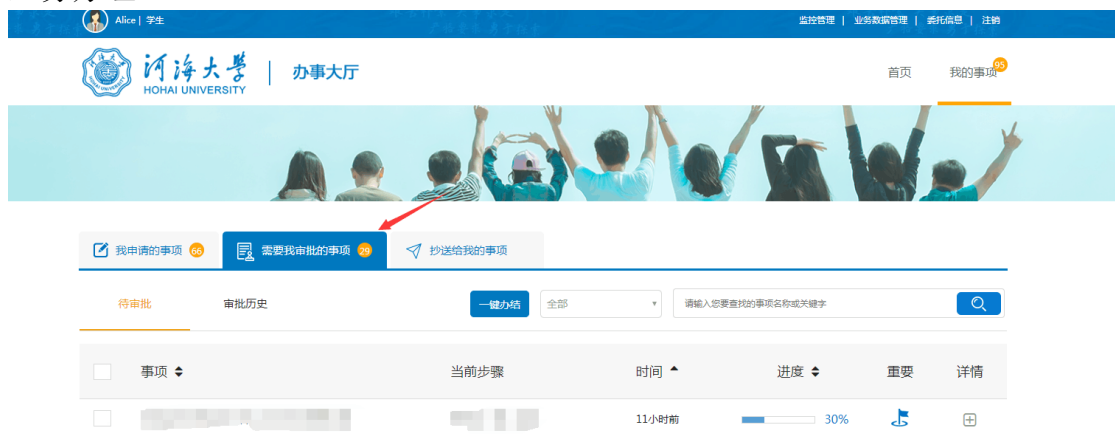 Alice | 学生 监控管理 | 业务数据管理 | 委托信息 | 注销
河海大学 | 办事大厅 首页 我的事项 95
HOHAI UNIVERSITY
我申请的事项 66 需要我审批的事项 29 抄送给我的事项
待审批 审批历史 一键办结 全部 请输入您要查找的事项名称或关键字
事项 当前步骤 时间 进度 重要 详情
11小时前 30%